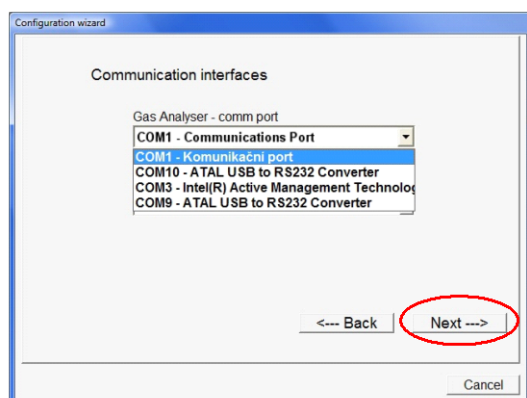 Configuration wizard
Communication interfaces
Gas Analyser - comm port
COM1 - Communications Port
COM1 - Komunikační port
COM10 - ATAL USB to RS232 Converter
COM3 - Intel(R) Active Management Technolog
COM9 - ATAL USB to RS232 Converter
<--- Back Next --->
Cancel